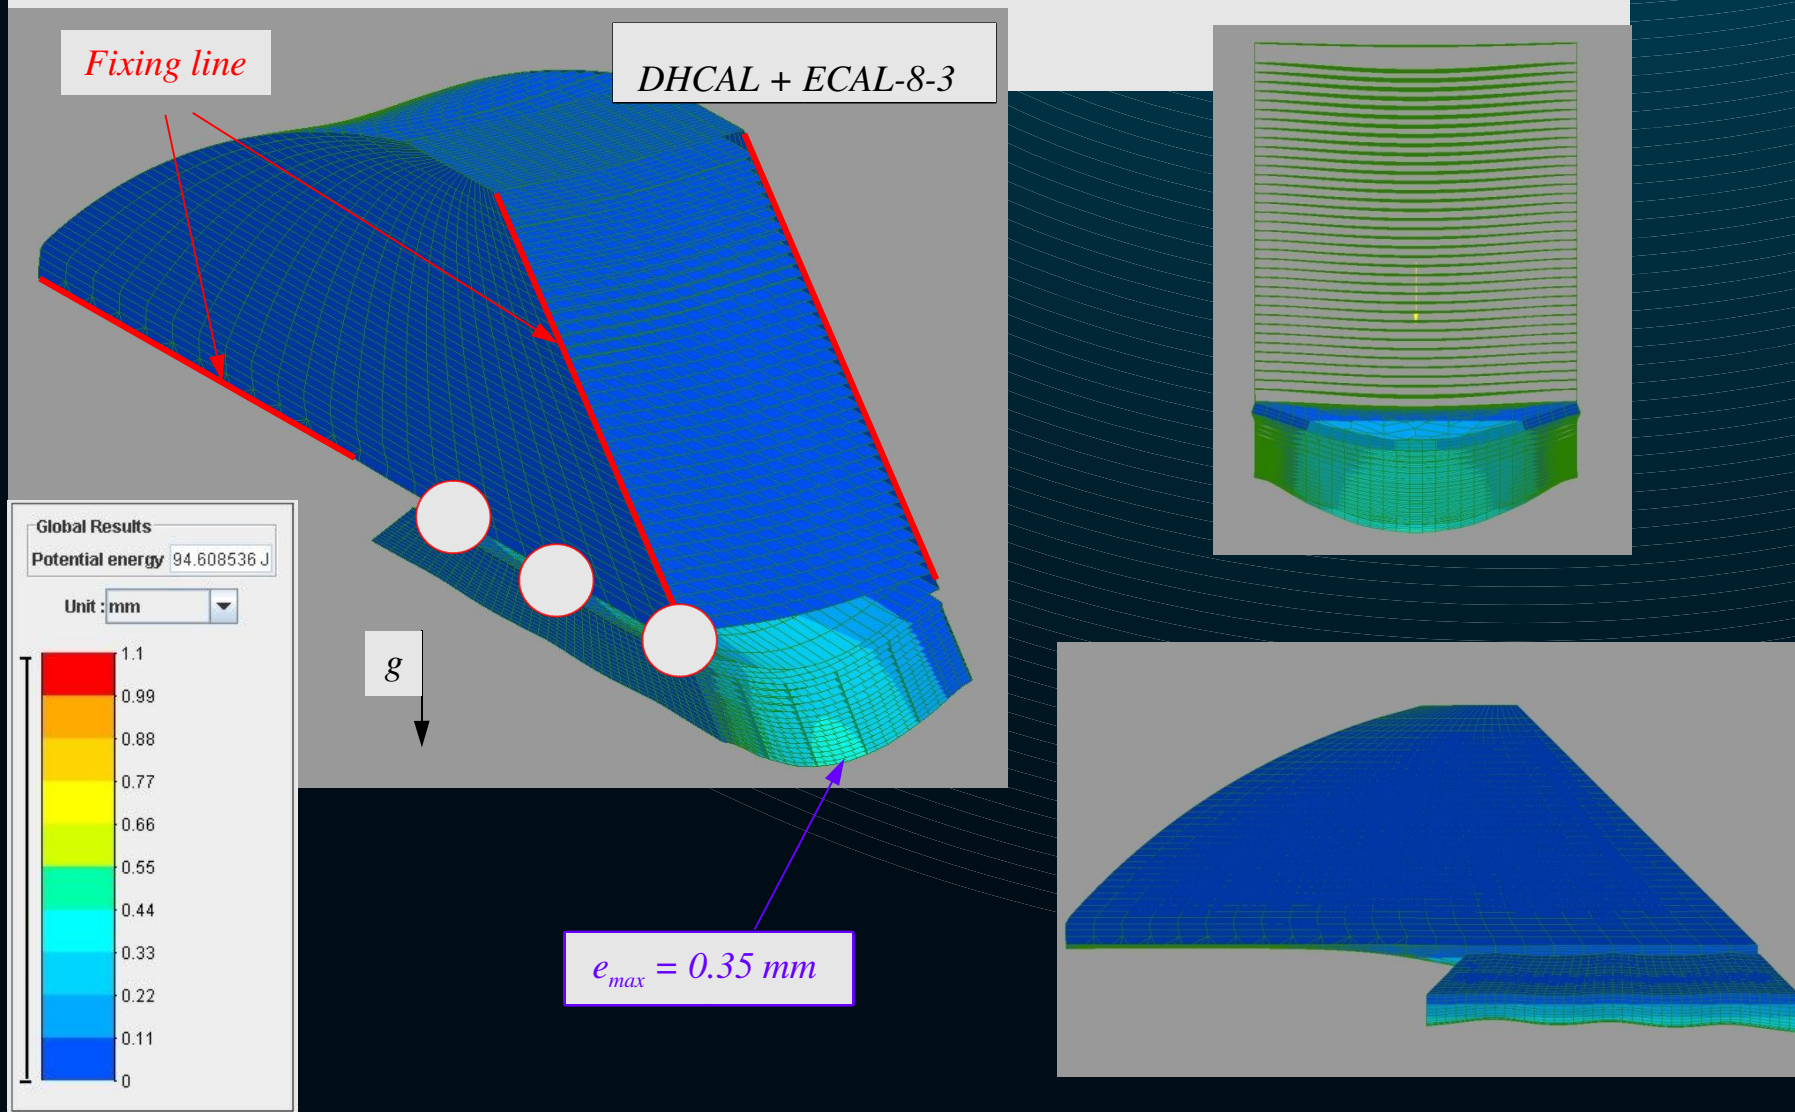 Fixing line
DHCAL + ECAL-8-3
Global Results
Potential energy 94.608536 J
Unit : mm
1.1
0.99
0.88
0.77
0.66
0.55
0.44
0.33
0.22
0.11
0
g
emax = 0.35 mm